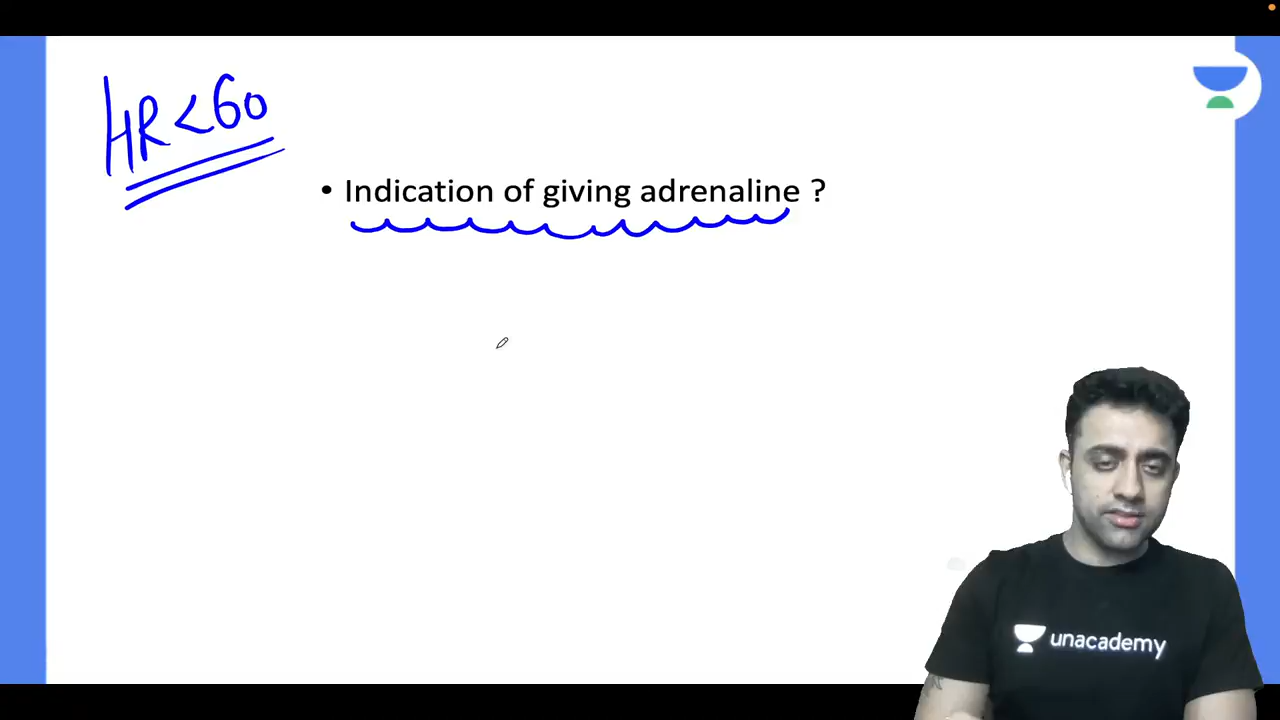 HR < 60
• Indication of giving adrenaline ?
unacademy